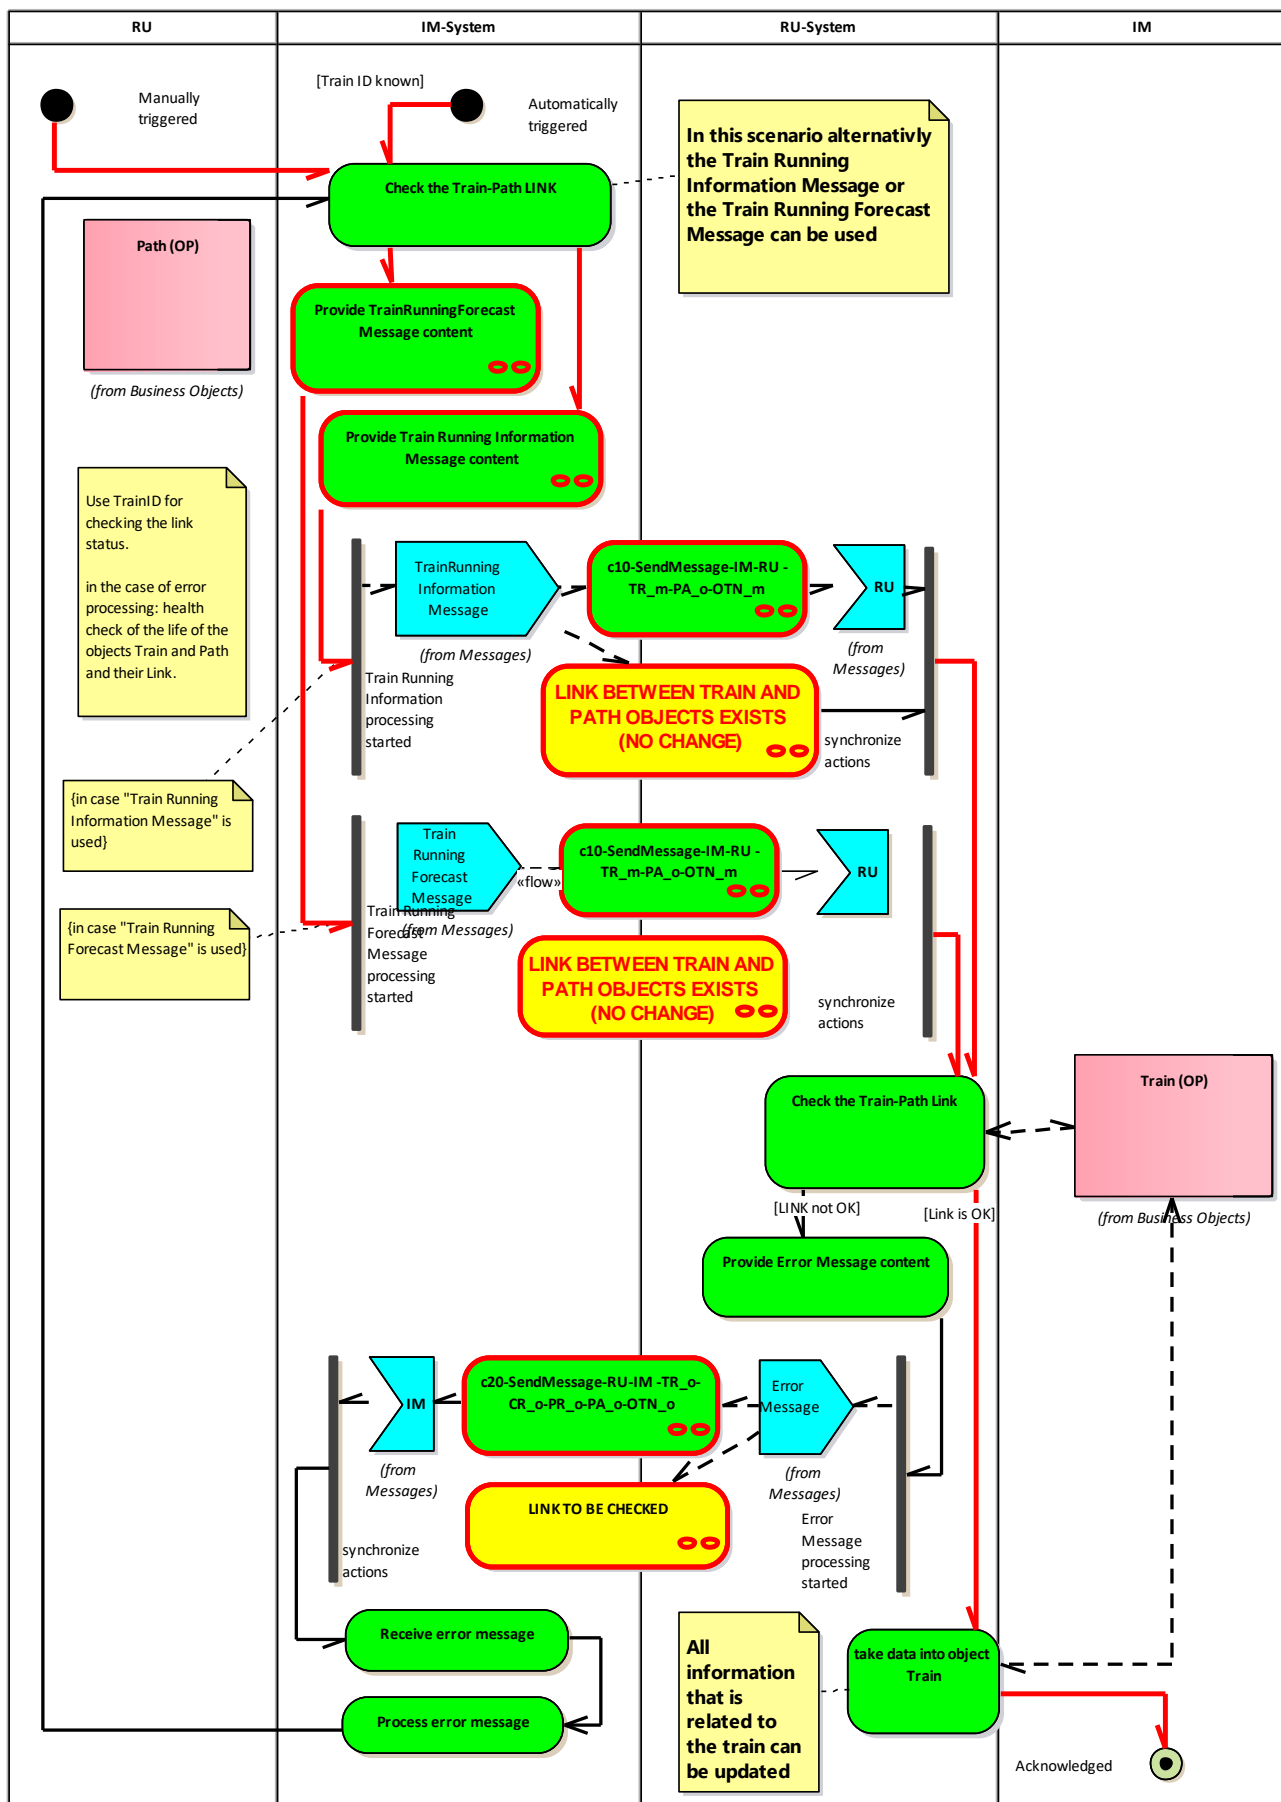 RU
IM-System
RU-System
IM
Manually
triggered
[Train ID known]
Automatically
triggered
In this scenario alternativly
the Train Running
Information Message or
the Train Running Forecast
Message can be used
Check the Train-Path LINK
Path (OP)
(from Business Objects)
Provide TrainRunningForecast
Message content
Provide Train Running Information
Message content
Use TrainID for
checking the link
status.
in the case of error
processing: health
check of the life of the
objects Train and Path
and their Link.
TrainRunning
Information
Message
(from Messages)
c10-SendMessage-IM-RU -
TR_m-PA_o-OTN_m
RU
(from
Messages)
Train Running
Information
processing
started
LINK BETWEEN TRAIN AND
PATH OBJECTS EXISTS
(NO CHANGE)
synchronize
actions
{in case "Train Running
Information Message" is
used}
Train
Running
Forecast
Message
(from Messages)
«flow»
c10-SendMessage-IM-RU -
TR_m-PA_o-OTN_m
RU
{in case "Train Running
Forecast Message" is used}
Train Running
Forecast
Message
processing
started
LINK BETWEEN TRAIN AND
PATH OBJECTS EXISTS
(NO CHANGE)
synchronize
actions
Check the Train-Path Link
Train (OP)
(from Business Objects)
[LINK not OK]
[Link is OK]
Provide Error Message content
IM
(from
Messages)
c20-SendMessage-RU-IM -TR_o-
CR_o-PR_o-PA_o-OTN_o
Error
Message
(from
Messages)
LINK TO BE CHECKED
Error
Message
processing
started
synchronize
actions
Receive error message
Process error message
All
information
that is
related to
the train can
be updated
take data into object
Train
Acknowledged